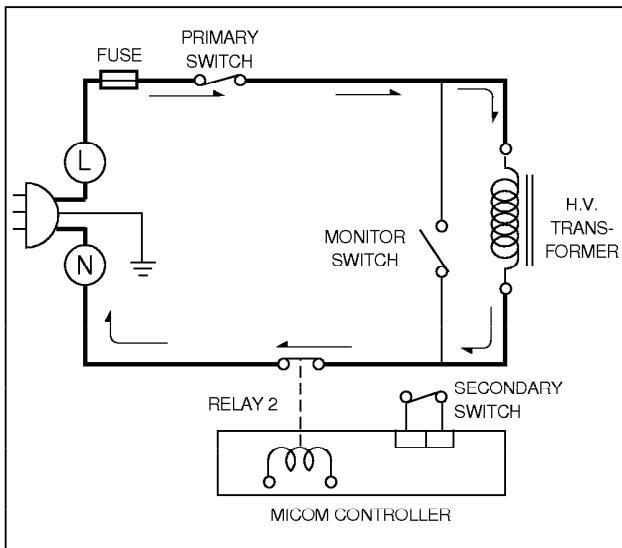 FUSE
PRIMARY
SWITCH
L
N
MONITOR
SWITCH
H.V.
TRANS-
FORMER
RELAY 2
SECONDARY
SWITCH
MICOM CONTROLLER